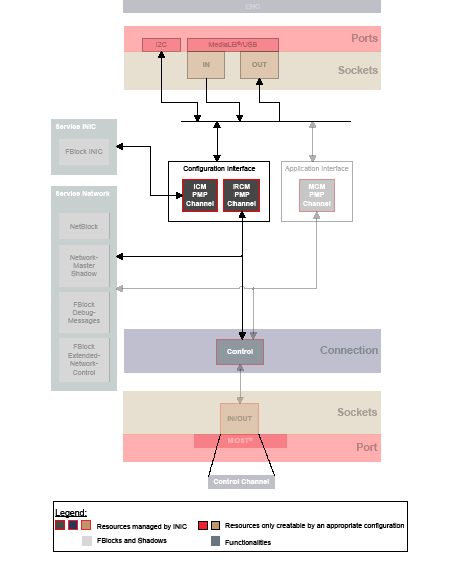 EHC
Ports
I2C
MediaLB®/USB
IN
OUT
Sockets
Service INIC
FBlock INIC
Configuration Interface
Application Interface
ICM
PMP
Channel
RCM
PMP
Channel
MCM
PMP
Channel
Service Network
NetBlock
Network-
Master
Shadow
FBlock
Debug-
Messages
FBlock
Extended-
Network-
Control
Control
Connection
Sockets
IN/OUT
MOST®
Port
Control Channel
Legend:
Resources managed by INIC
Resources only creatable by an appropriate configuration
FBlocks and Shadows
Functionalities